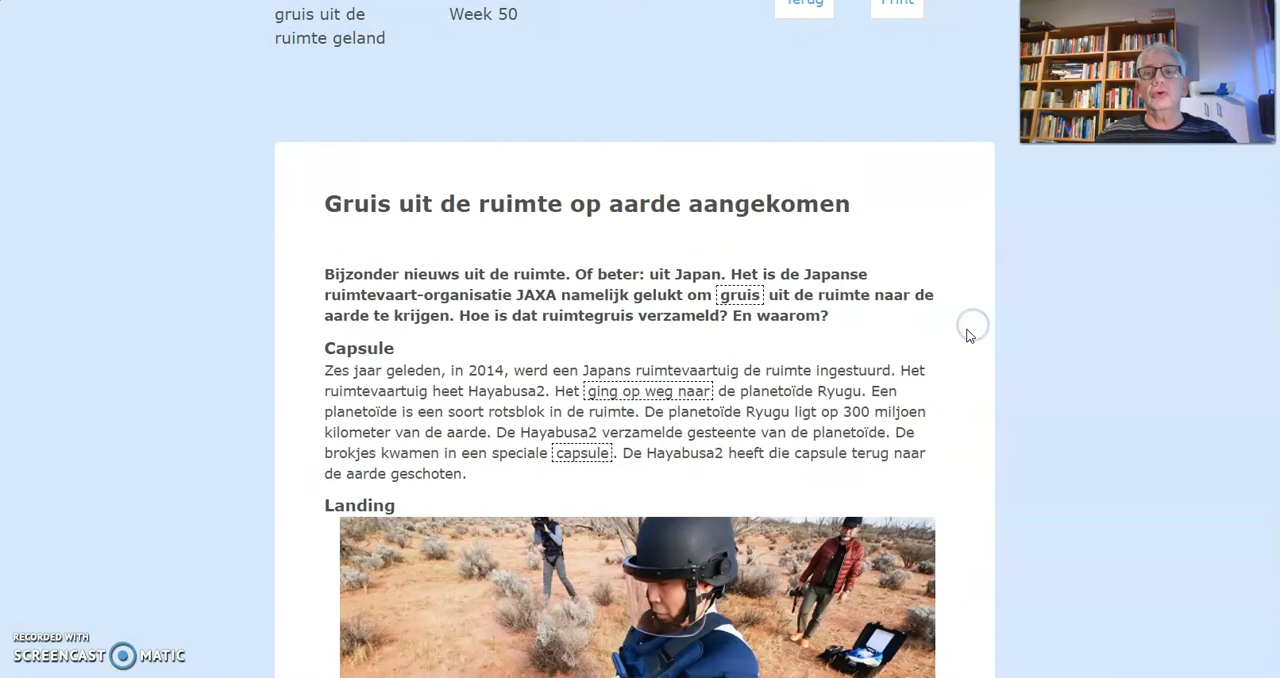 gruis uit de
ruimte geland
Week 50
Terug
Print
Gruis uit de ruimte op aarde aangekomen
Bijzonder nieuws uit de ruimte. Of beter: uit Japan. Het is de Japanse
ruimtevaart-organisatie JAXA namelijk gelukt om gruis uit de ruimte naar de
aarde te krijgen. Hoe is dat ruimtegruis verzameld? En waarom?
Capsule
Zes jaar geleden, in 2014, werd een Japans ruimtevaartuig de ruimte ingestuurd. Het
ruimtevaartuig heet Hayabusa2. Het ging op weg naar de planetoïde Ryugu. Een
planetoïde is een soort rotsblok in de ruimte. De planetoïde Ryugu ligt op 300 miljoen
kilometer van de aarde. De Hayabusa2 verzamelde gesteente van de planetoïde. De
brokjes kwamen in een speciale capsule. De Hayabusa2 heeft die capsule terug naar
de aarde geschoten.
Landing
RECORDED WITH
SCREENCAST MATIC